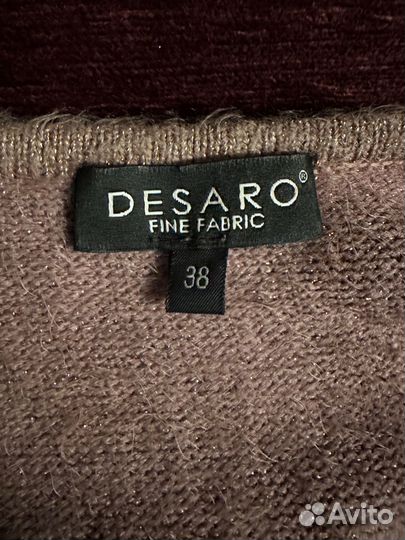 DESARO®
FINE FABRIC
38
Avito